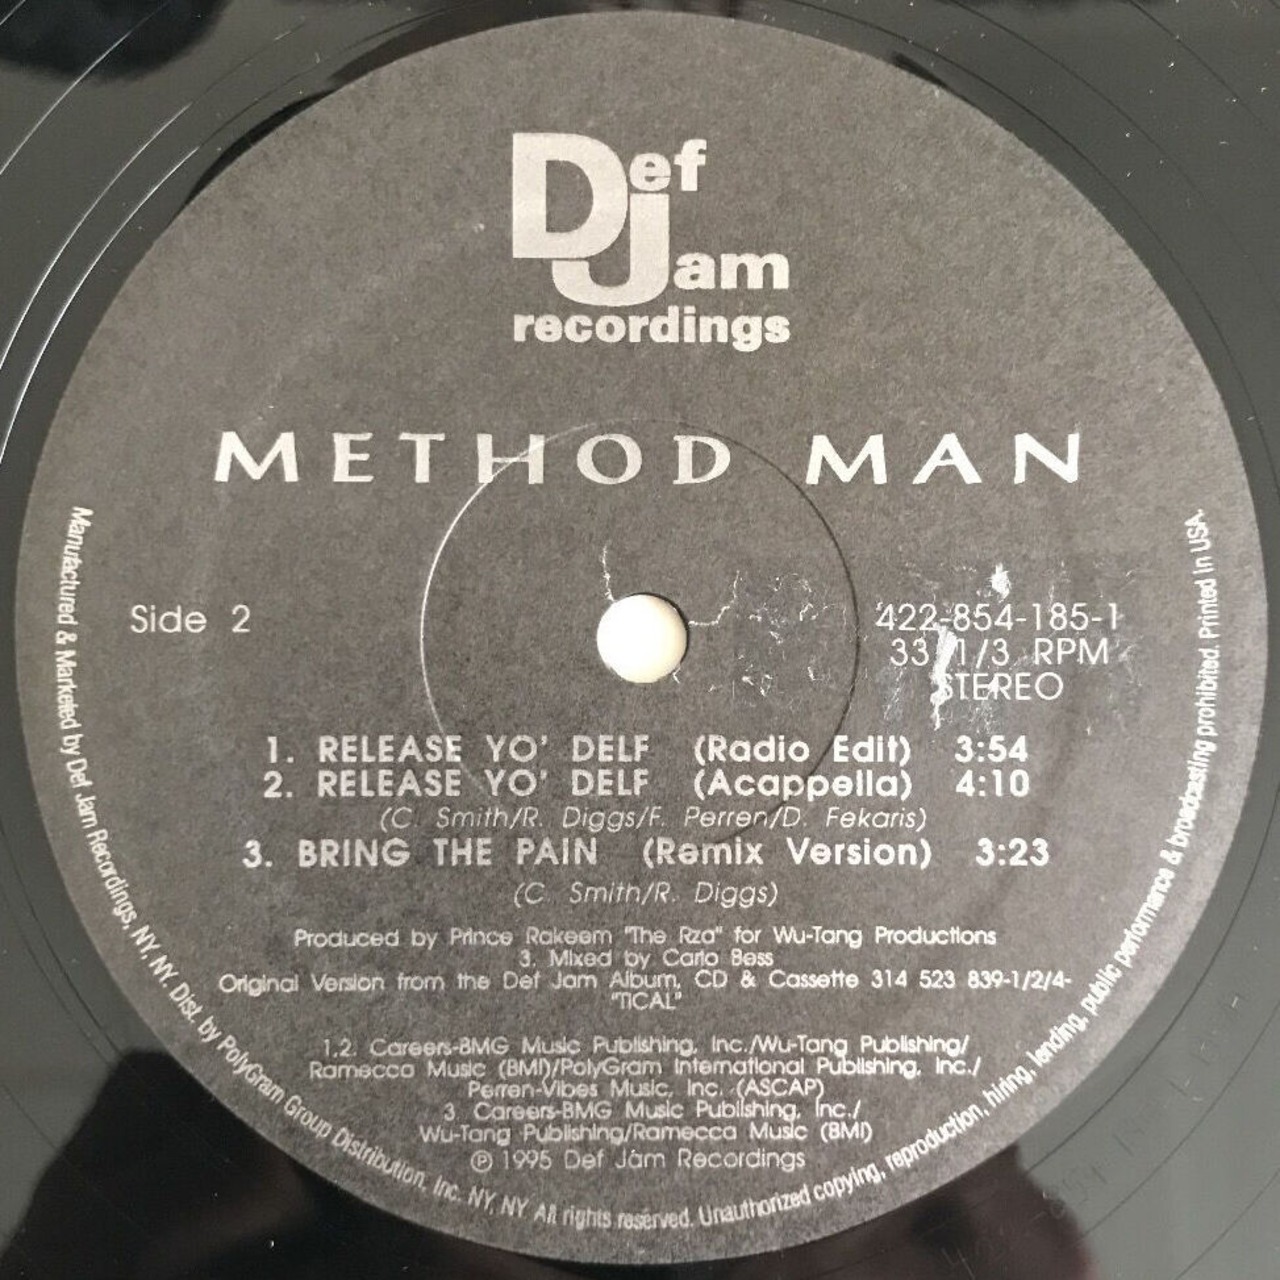 Def
Jam
recordings
METHOD MAN
Side 2
422-854-185-1
33 1/3 RPM
STEREO
1. RELEASE YO' DELF (Radio Edit) 3:54
2. RELEASE YO' DELF (Acappella) 4:10
(C. Smith/R. Diggs/F. Perren/D. Fekaris)
3. BRING THE PAIN (Remix Version) 3:23
(C. Smith/R. Diggs)
Produced by Prince Rakeem "The Rza" for Wu-Tang Productions
3. Mixed by Carlo Bess
Original Version from the Def Jam Album, CD & Cassette 314 523 839-1/2/4-
"TICAL"
1,2. Careers-BMG Music Publishing, Inc./Wu-Tang Publishing/
Ramecca Music (BMI)/PolyGram International Publishing, Inc./
Perren-Vibes Music, Inc. (ASCAP)
3. Careers-BMG Music Publishing, Inc./
Wu-Tang Publishing/Ramecca Music (BMI)
℗ 1995 Def Jam Recordings
Manufactured & Marketed by Def Jam Recordings, NY, NY. Dist. by PolyGram Group Distribution, Inc. NY, NY All rights reserved. Unauthorized copying, reproduction, hiring, lending, public performance & broadcasting prohibited. Printed in USA.